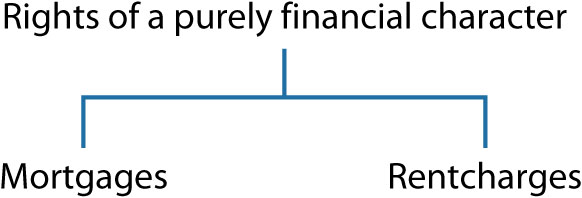 Rights of a purely financial character
Mortgages
Rentcharges